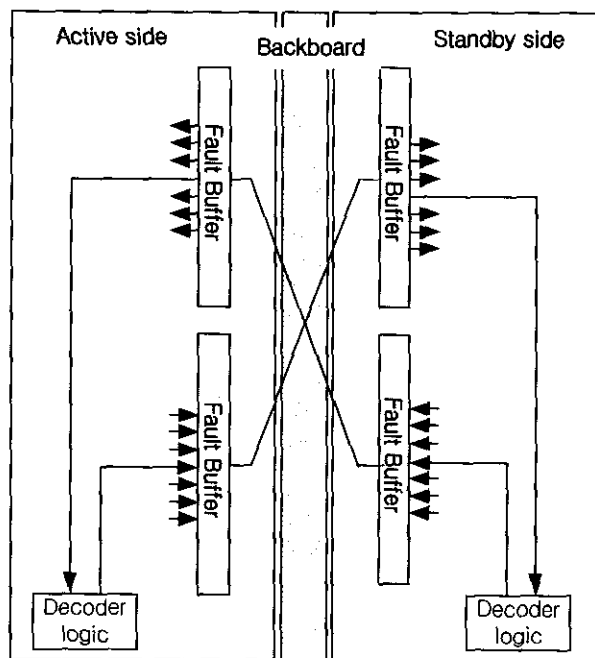 Active side
Backboard
Standby side
Fault Buffer
Fault Buffer
Fault Buffer
Fault Buffer
Decoder
logic
Decoder
logic